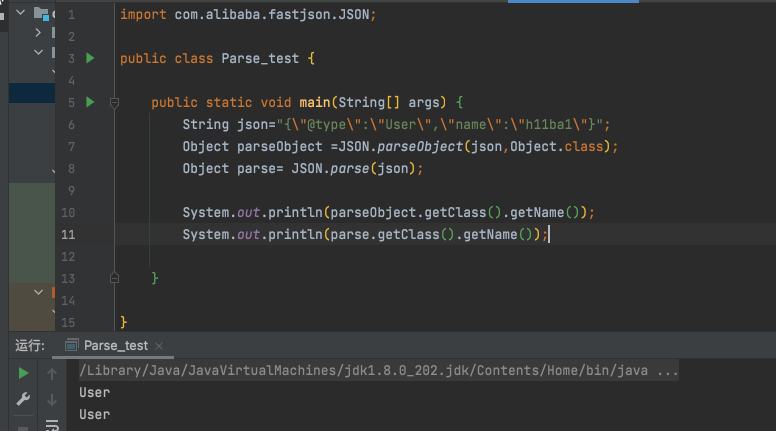 1 import com.alibaba.fastjson.JSON;
2
3 public class Parse_test {
4
5 public static void main(String[] args) {
6 String json="{\"@type\":\"User\",\"name\":\"h11ba1\"}";
7 Object parseObject =JSON.parseObject(json,Object.class);
8 Object parse= JSON.parse(json);
9
10 System.out.println(parseObject.getClass().getName());
11 System.out.println(parse.getClass().getName());
12
13 }
14
15 }
运行: Parse_test
/Library/Java/JavaVirtualMachines/jdk1.8.0_202.jdk/Contents/Home/bin/java ...
User
User